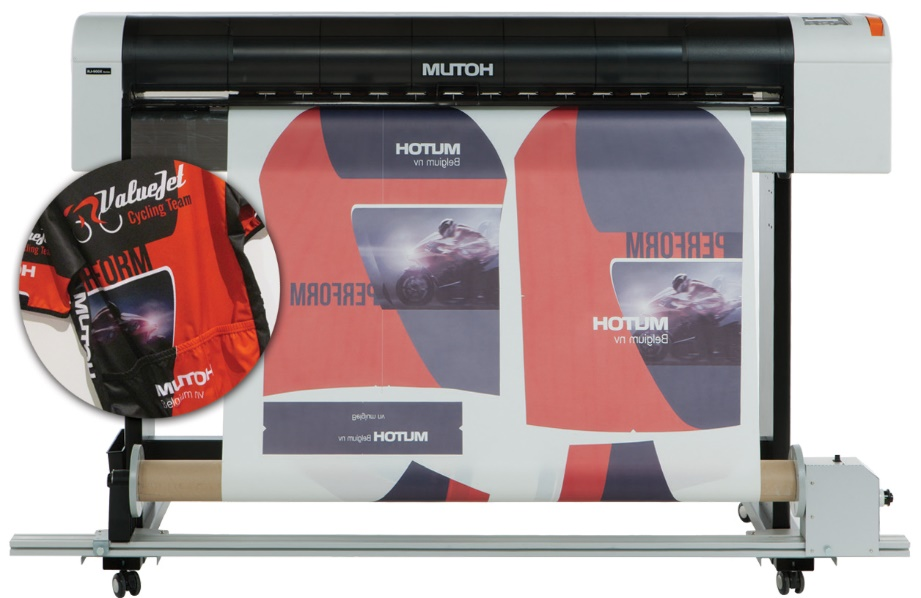 MUTOH
MUTOH
Belgium nv
ValueJet
Cycling Team
PERFORM
PERFORM
PERFORM
MUTOH
Belgium nv
FORM
MUTOH
MUTOH
Belgium nv
MUTOH Belgium nv